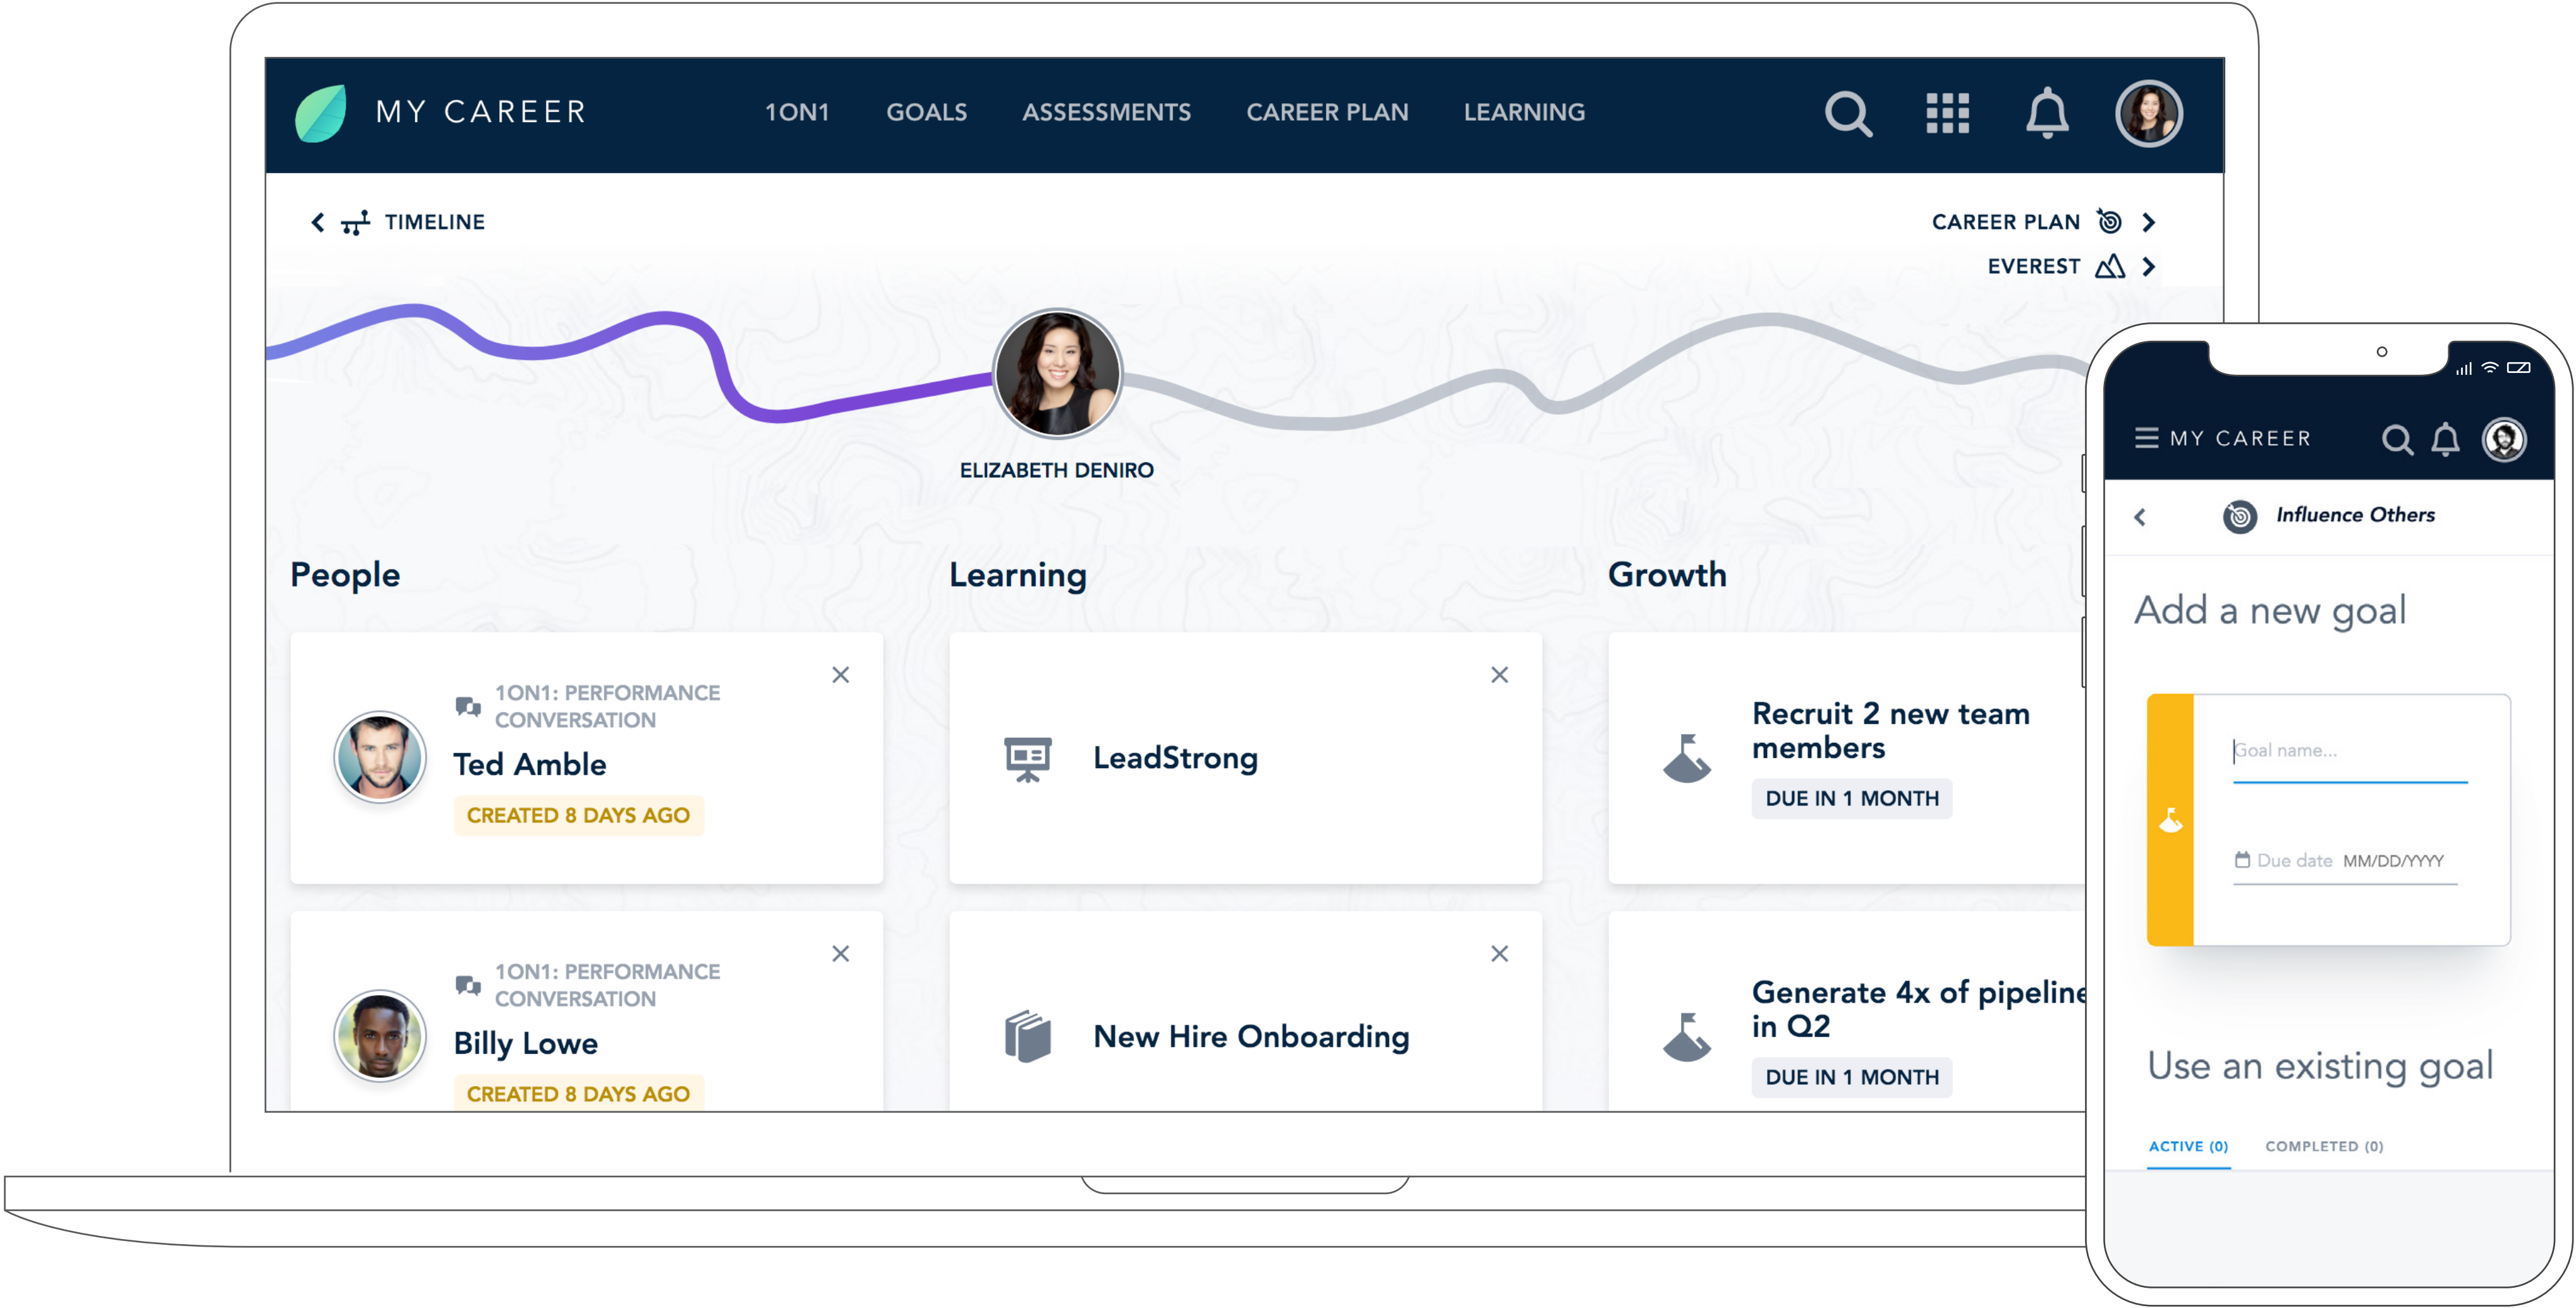 MY CAREER
1ON1
GOALS
ASSESSMENTS
CAREER PLAN
LEARNING
TIMELINE
CAREER PLAN
EVEREST
ELIZABETH DENIRO
People
1ON1: PERFORMANCE
CONVERSATION
Ted Amble
CREATED 8 DAYS AGO
1ON1: PERFORMANCE
CONVERSATION
Billy Lowe
CREATED 8 DAYS AGO
Learning
LeadStrong
New Hire Onboarding
Growth
Recruit 2 new team
members
DUE IN 1 MONTH
Generate 4x of pipeline
in Q2
DUE IN 1 MONTH
MY CAREER
Influence Others
Add a new goal
Goal name...
Due date MM/DD/YYYY
Use an existing goal
ACTIVE (0)
COMPLETED (0)